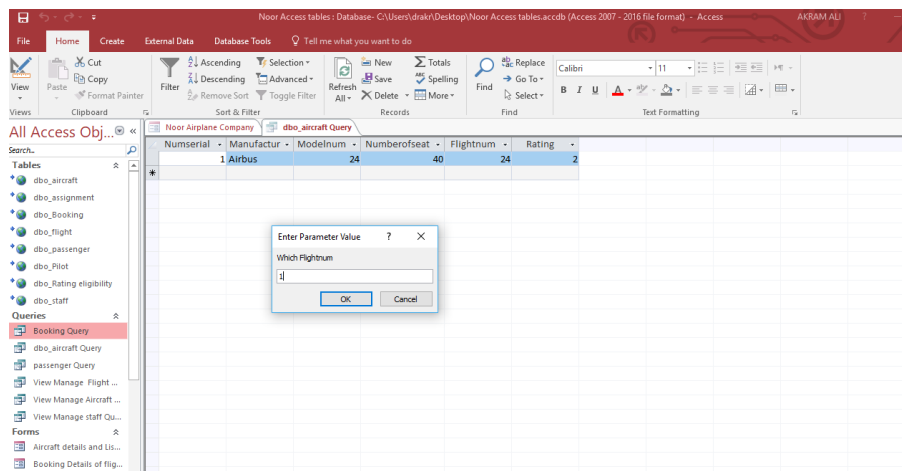 Noor Access tables : Database- C:\Users\drakr\Desktop\Noor Access tables.accdb (Access 2007 - 2016 file format) - Access
AKRAM ALI ?
File Home Create External Data Database Tools Tell me what you want to do
View
Views
Paste
Cut
Copy
Format Painter
Clipboard
Filter
Ascending
Descending
Remove Sort
Selection
Advanced
Toggle Filter
Sort & Filter
Refresh
All
New
Save
Delete
Totals
Spelling
More
Records
Find
Replace
Go To
Select
Find
Calibri 11
B I U A
Text Formatting
All Access Obj...
Search...
Tables
dbo_aircraft
dbo_assignment
dbo_Booking
dbo_flight
dbo_passenger
dbo_Pilot
dbo_Rating eligibility
dbo_staff
Queries
Booking Query
dbo_aircraft Query
passenger Query
View Manage Flight ...
View Manage Aircraft ...
View Manage staff Qu...
Forms
Aircraft details and Lis...
Booking Details of flig...
Noor Airplane Company dbo_aircraft Query
Numserial Manufactur Modelnum Numberofseat Flightnum Rating
1 Airbus 24 40 24 2
Enter Parameter Value ? X
Which Flightnum
1
OK Cancel